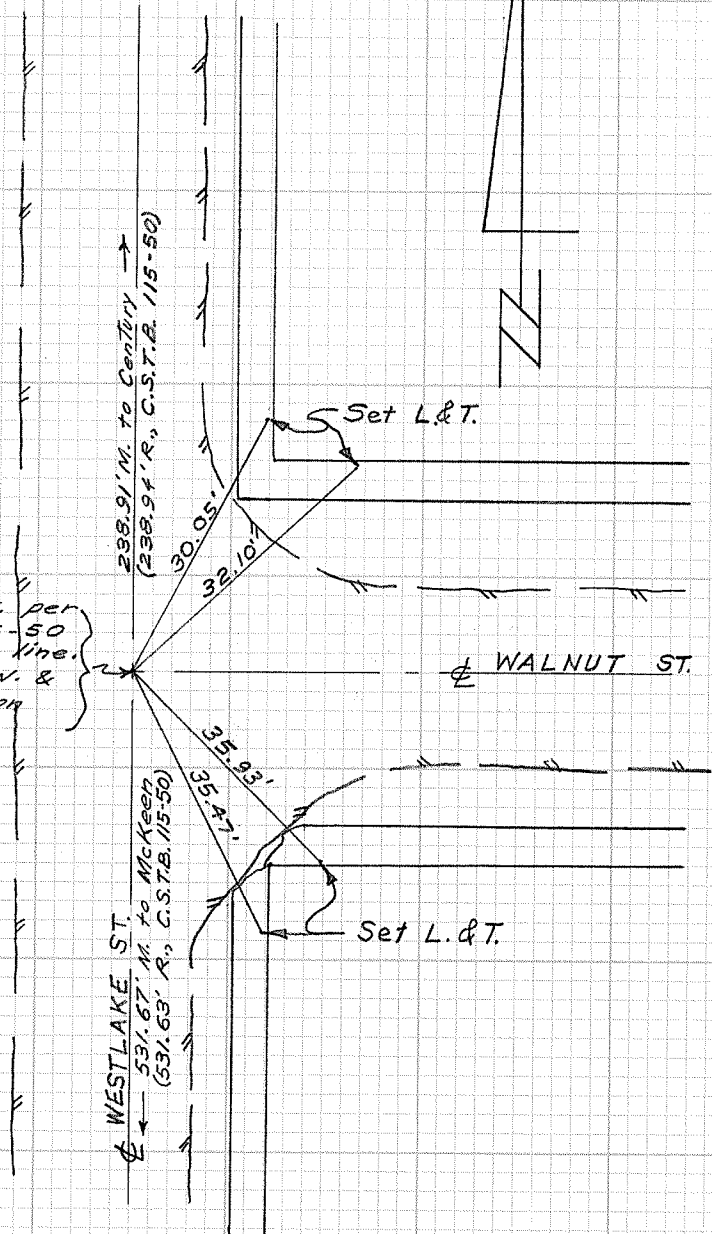 238.91' M. to Century →
(238.94' R., C.S.T.B. 115-50)
Set L.&T.
30.05'
32.10'
per
-50
line.
&
℄ WALNUT ST.
35.93'
35.47'
Set L.&T.
℄ WESTLAKE ST.
← 531.67' M. to McKeen
(531.63' R., C.S.T.B. 115-50)